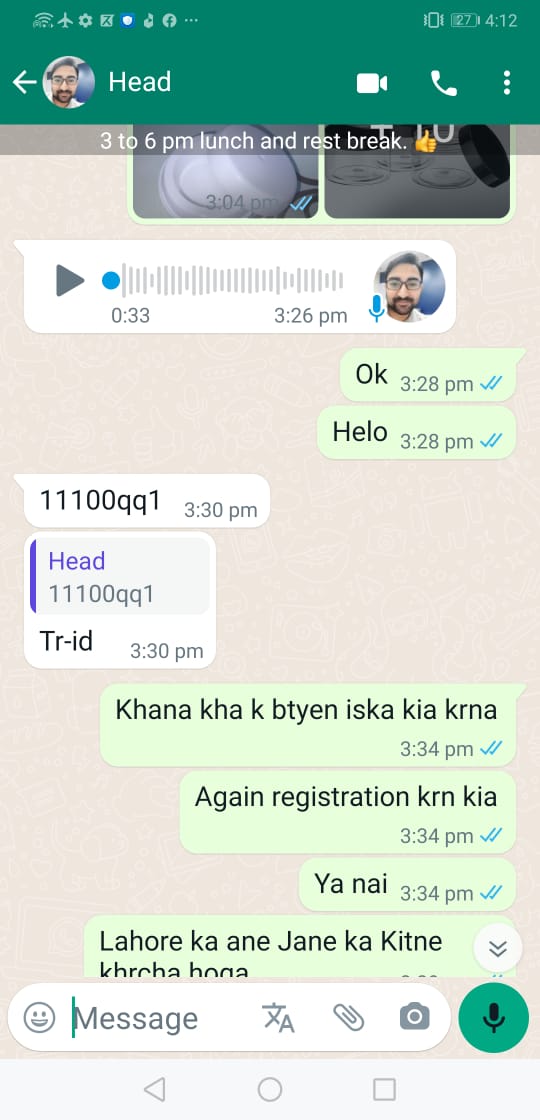 27 4:12
Head
3 to 6 pm lunch and rest break. 👍
+10
3:04 pm
0:33 3:26 pm
Ok 3:28 pm
Helo 3:28 pm
11100qq1 3:30 pm
Head
11100qq1
Tr-id 3:30 pm
Khana kha k btyen iska kia krna
3:34 pm
Again registration krn kia
3:34 pm
Ya nai 3:34 pm
Lahore ka ane Jane ka Kitne
khrcha hoga
Message